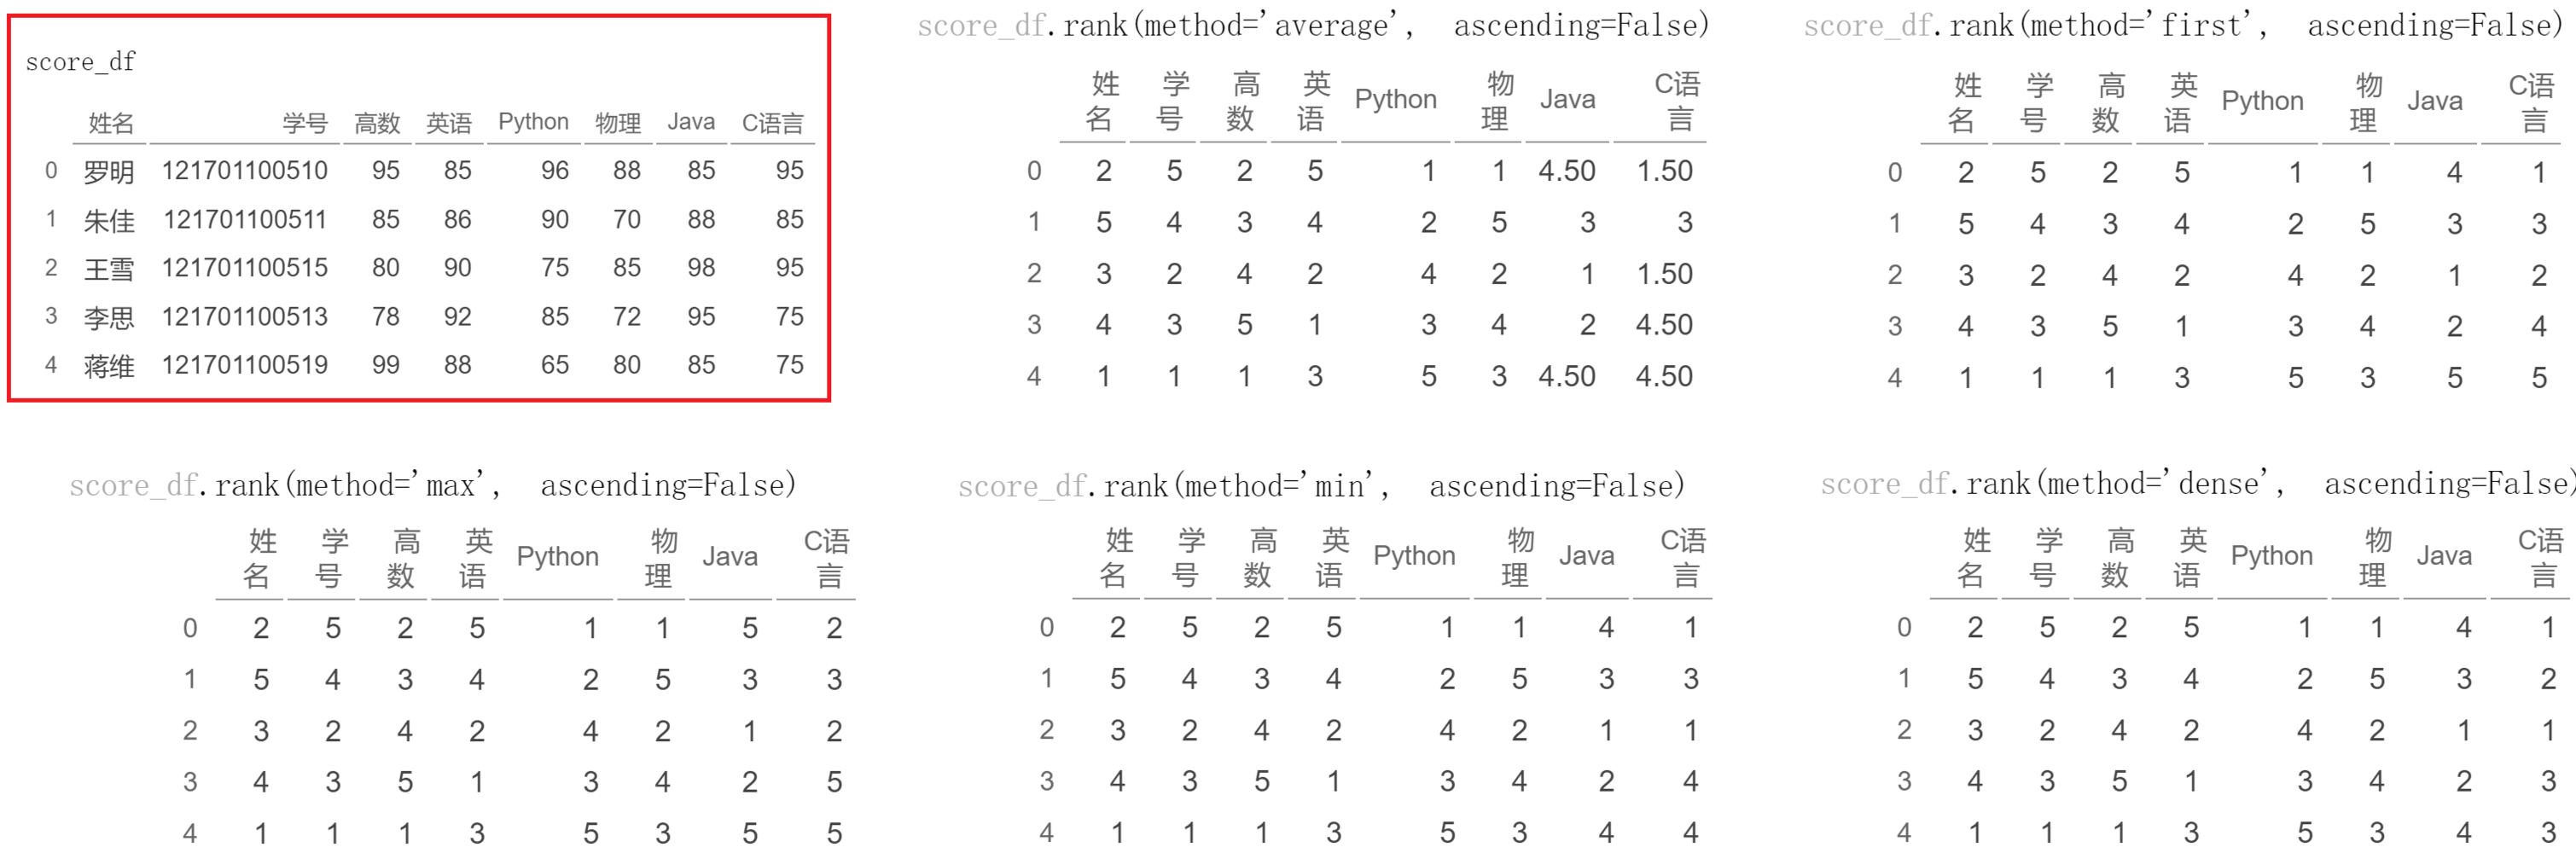 score_df
姓名 学号 高数 英语 Python 物理 Java C语言
0 罗明 121701100510 95 85 96 88 85 95
1 朱佳 121701100511 85 86 90 70 88 85
2 王雪 121701100515 80 90 75 85 98 95
3 李思 121701100513 78 92 85 72 95 75
4 蒋维 121701100519 99 88 65 80 85 75
score_df.rank(method='average', ascending=False)
姓名 学号 高数 英语 Python 物理 Java C语言
0 2 5 2 5 1 1 4.50 1.50
1 5 4 3 4 2 5 3 3
2 3 2 4 2 4 2 1 1.50
3 4 3 5 1 3 4 2 4.50
4 1 1 1 3 5 3 4.50 4.50
score_df.rank(method='first', ascending=False)
姓名 学号 高数 英语 Python 物理 Java C语言
0 2 5 2 5 1 1 4 1
1 5 4 3 4 2 5 3 3
2 3 2 4 2 4 2 1 2
3 4 3 5 1 3 4 2 4
4 1 1 1 3 5 3 5 5
score_df.rank(method='max', ascending=False)
姓名 学号 高数 英语 Python 物理 Java C语言
0 2 5 2 5 1 1 5 2
1 5 4 3 4 2 5 3 3
2 3 2 4 2 4 2 1 2
3 4 3 5 1 3 4 2 5
4 1 1 1 3 5 3 5 5
score_df.rank(method='min', ascending=False)
姓名 学号 高数 英语 Python 物理 Java C语言
0 2 5 2 5 1 1 4 1
1 5 4 3 4 2 5 3 3
2 3 2 4 2 4 2 1 1
3 4 3 5 1 3 4 2 4
4 1 1 1 3 5 3 4 4
score_df.rank(method='dense', ascending=False)
姓名 学号 高数 英语 Python 物理 Java C语言
0 2 5 2 5 1 1 4 1
1 5 4 3 4 2 5 3 2
2 3 2 4 2 4 2 1 1
3 4 3 5 1 3 4 2 3
4 1 1 1 3 5 3 4 3